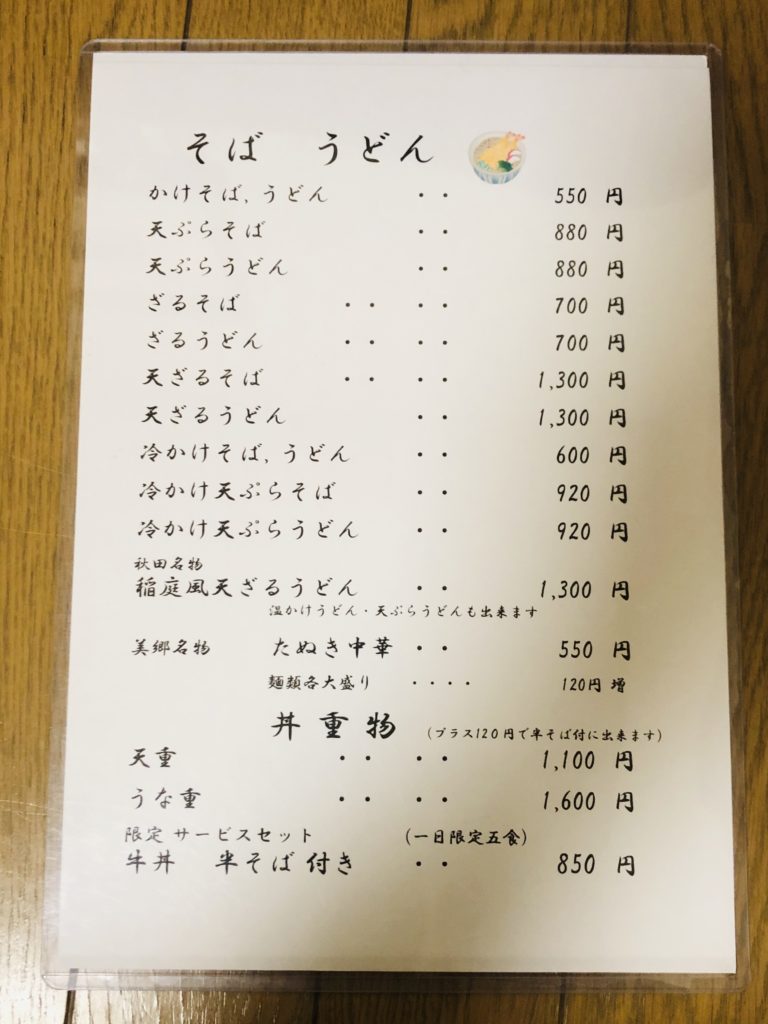 そば うどん
かけそば, うどん ・・ 550 円
天ぷらそば ・・ 880 円
天ぷらうどん ・・ 880 円
ざるそば ・・ ・・ 700 円
ざるうどん ・・ ・・ 700 円
天ざるそば ・・ ・・ 1,300 円
天ざるうどん ・・ 1,300 円
冷かけそば, うどん ・・ 600 円
冷かけ天ぷらそば ・・ 920 円
冷かけ天ぷらうどん ・・ 920 円
秋田名物
稲庭風天ざるうどん ・・ 1,300 円
温かけうどん・天ぷらうどんも出来ます
美郷名物 たぬき中華 ・・ 550 円
麺類各大盛り ・・・・ 120円 増
丼 重 物 (プラス120円で半そば付に出来ます)
天重 ・・ ・・ 1,100 円
うな重 ・・ ・・ 1,600 円
限定 サービスセット (一日限定五食)
牛丼 半そば 付き ・・ 850 円